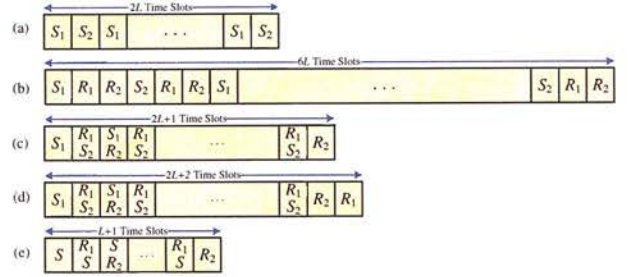 2L Time Slots
(a) S₁ S₂ S₁ . . . S₁ S₂
6L Time Slots
(b) S₁ R₁ R₂ S₂ R₁ R₂ S₁ . . . S₂ R₁ R₂
2L+1 Time Slots
R₁ S₁ R₁ R₁
(c) S₁ ... R₂
S₂ R₂ S₂ S₂
2L+2 Time Slots
R₁ S₁ R₁ R₁
(d) S₁ ... R₂ R₁
S₂ R₂ S₂ S₂
L+1 Time Slots
R₁ S R₁
(e) S ... R₂
S R₂ S